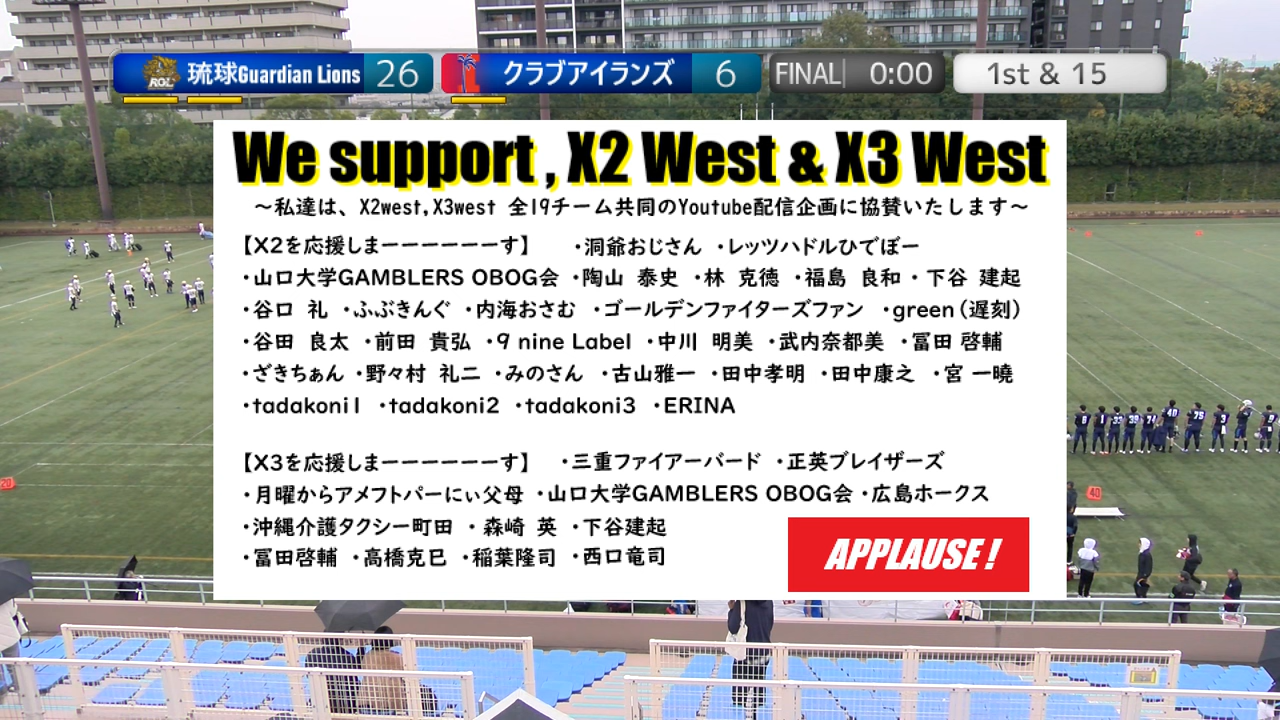 ROL 琉球Guardian Lions 26 クラブアイランズ 6 FINAL 0:00 1st & 15
We support , X2 West & X3 West
～私達は、X2west,X3west 全19チーム共同のYoutube配信企画に協賛いたします～
【X2を応援しまーーーーーーす】 ・洞爺おじさん ・レッツハドルひでぼー
・山口大学GAMBLERS OBOG会 ・陶山 泰史 ・林 克徳 ・福島 良和 ・下谷 建起
・谷口 礼 ・ふぶきんぐ ・内海おさむ ・ゴールデンファイターズファン ・green（遅刻）
・谷田 良太 ・前田 貴弘 ・9 nine Label ・中川 明美 ・武内奈都美 ・冨田 啓輔
・ざきちぁん ・野々村 礼二 ・みのさん ・古山雅一 ・田中孝明 ・田中康之 ・宮 一曉
・tadakoni1 ・tadakoni2 ・tadakoni3 ・ERINA
【X3を応援しまーーーーーーす】 ・三重ファイアーバード ・正英ブレイザーズ
・月曜からアメフトパーにぃ父母 ・山口大学GAMBLERS OBOG会 ・広島ホークス
・沖縄介護タクシー町田 ・森崎 英 ・下谷建起
・冨田啓輔 ・高橋克巳 ・稲葉隆司 ・西口竜司
APPLAUSE!
20
40
40
75
3